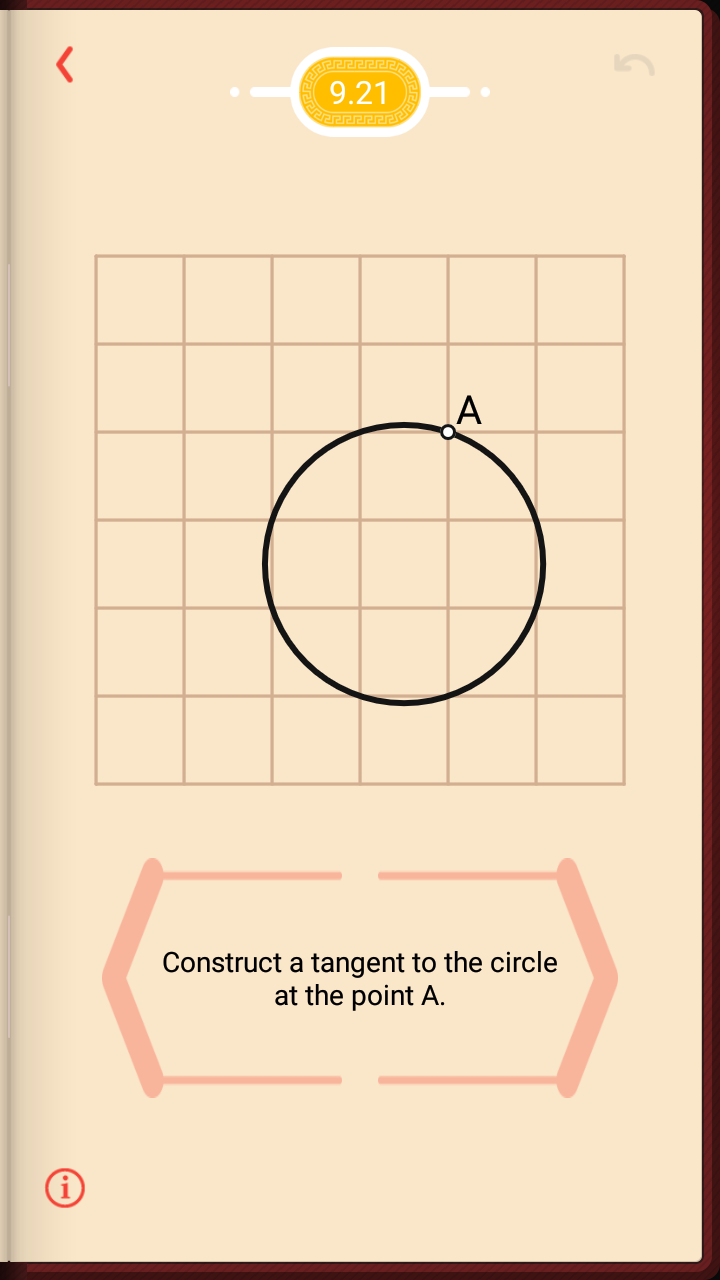 9.21
A
Construct a tangent to the circle
at the point A.
i